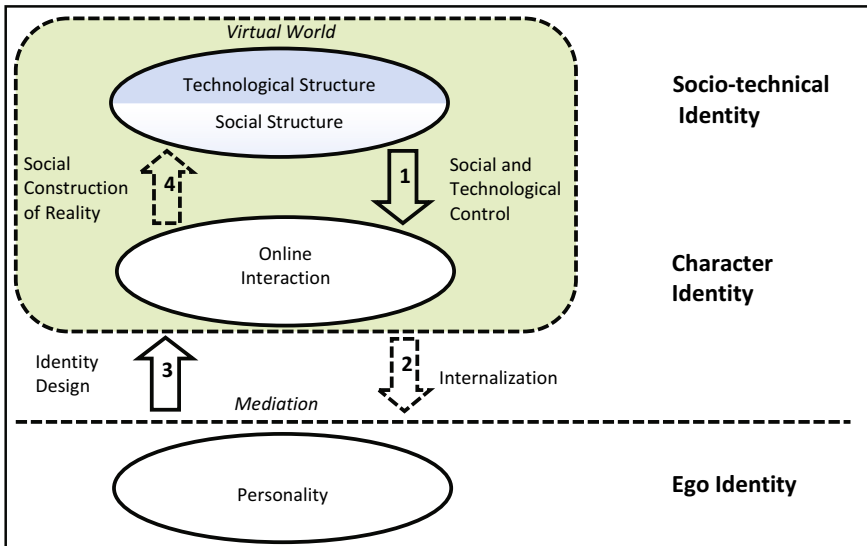 Virtual World
Technological Structure
Social Structure
Socio-technical
Identity
Social
Construction
of Reality
4
1
Social and
Technological
Control
Online
Interaction
Character
Identity
Identity
Design
3
2
Internalization
Mediation
Personality
Ego Identity